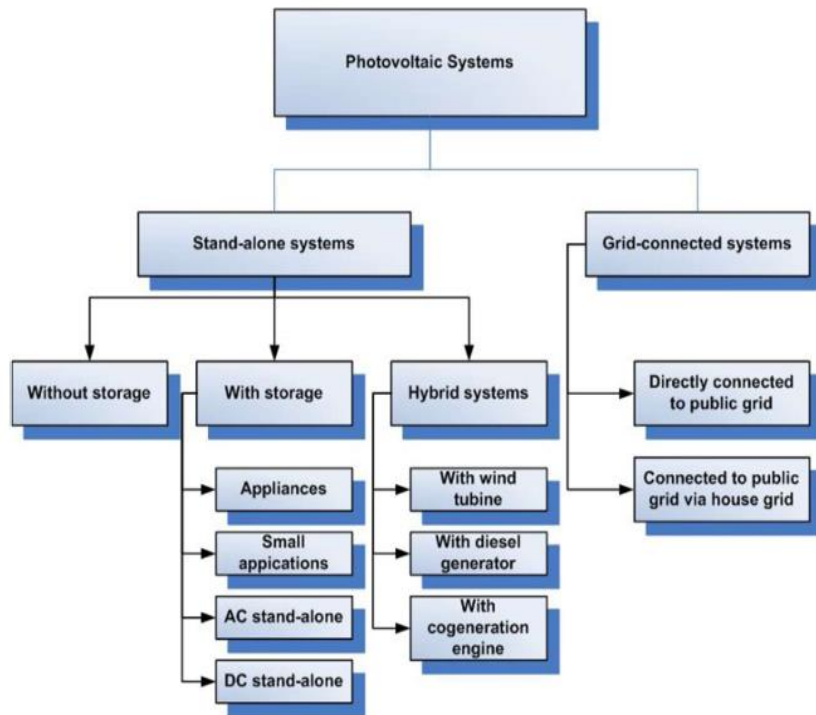 Photovoltaic Systems
Stand-alone systems
Grid-connected systems
Without storage
With storage
Hybrid systems
Directly connected
to public grid
Appliances
With wind
tubine
Connected to public
grid via house grid
Small
appications
With diesel
generator
AC stand-alone
With
cogeneration
engine
DC stand-alone